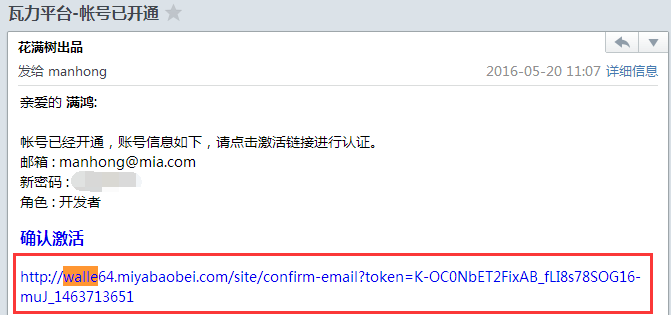 瓦力平台-帐号已开通
花满树出品
发给 manhong
2016-05-20 11:07 详细信息
亲爱的 满鸿:
帐号已经开通，账号信息如下，请点击激活链接进行认证。
邮箱 : manhong@mia.com
新密码 :
角色 : 开发者
确认激活
http://walle64.miyabaobei.com/site/confirm-email?token=K-OC0NbET2FixAB_fLI8s78SOG16-
muJ_1463713651